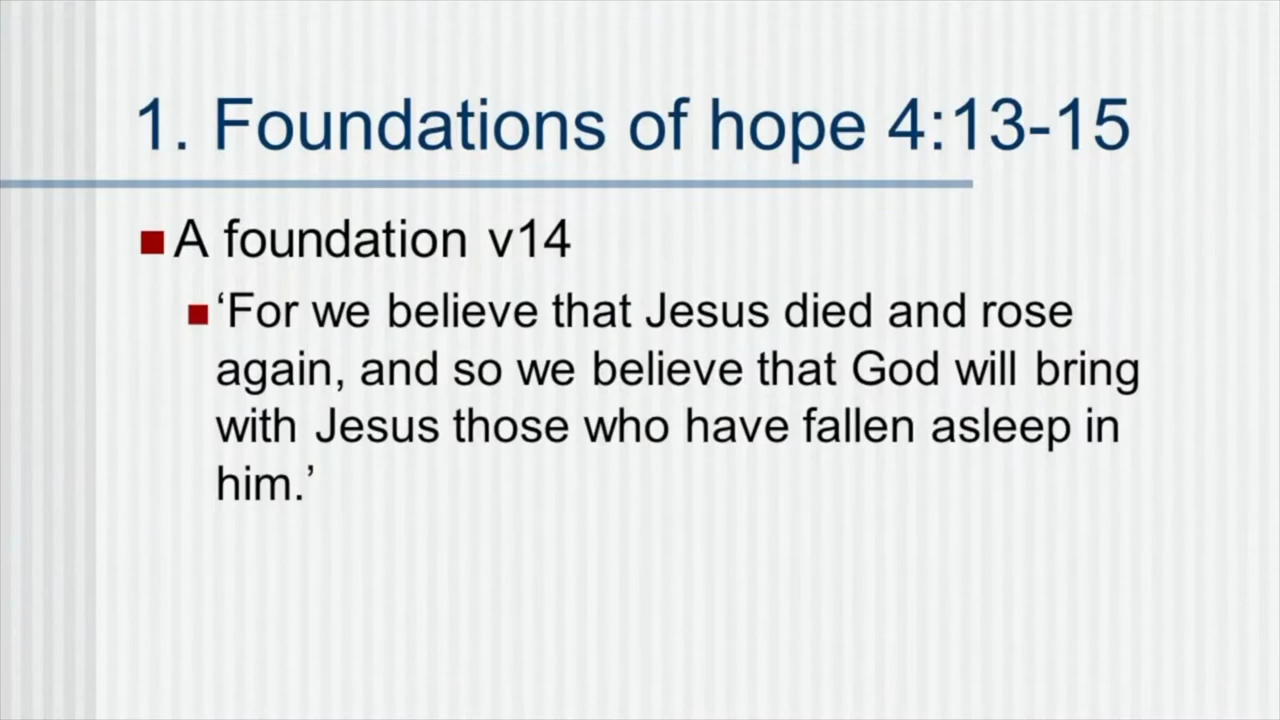 1. Foundations of hope 4:13-15
A foundation v14
‘For we believe that Jesus died and rose
again, and so we believe that God will bring
with Jesus those who have fallen asleep in
him.’